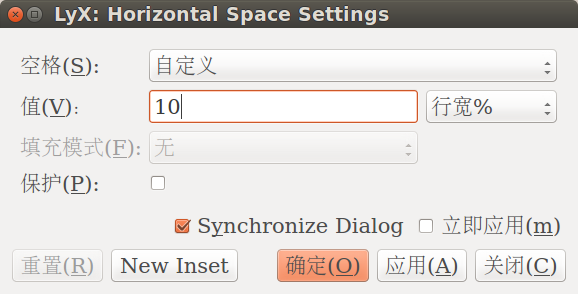 LyX: Horizontal Space Settings
空格(S): 自定义
值(V): 10 行宽%
填充模式(F): 无
保护(P):
Synchronize Dialog 立即应用(m)
重置(R) New Inset 确定(O) 应用(A) 关闭(C)